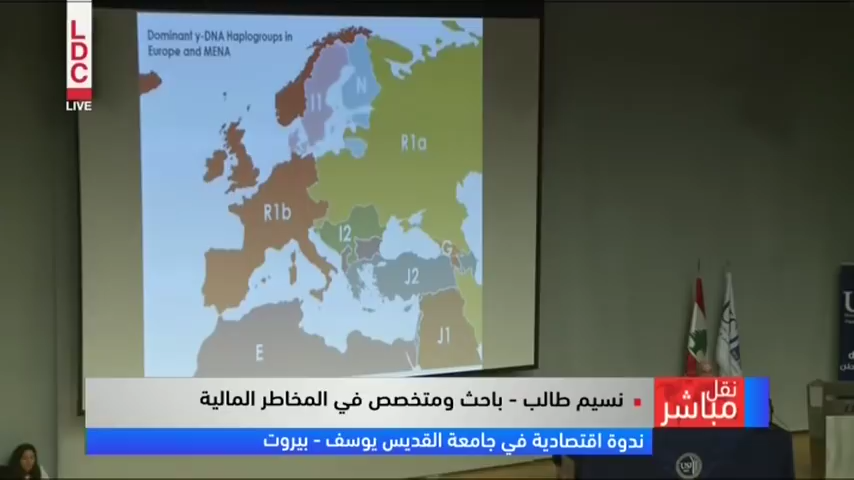 LDC
LIVE
Dominant y-DNA Haplogroups in
Europe and MENA
I1
N
R1a
R1b
I2
G
J2
J1
E
نقل
مباشر
نسيم طالب - باحث ومتخصص في المخاطر المالية
ندوة اقتصادية في جامعة القديس يوسف - بيروت